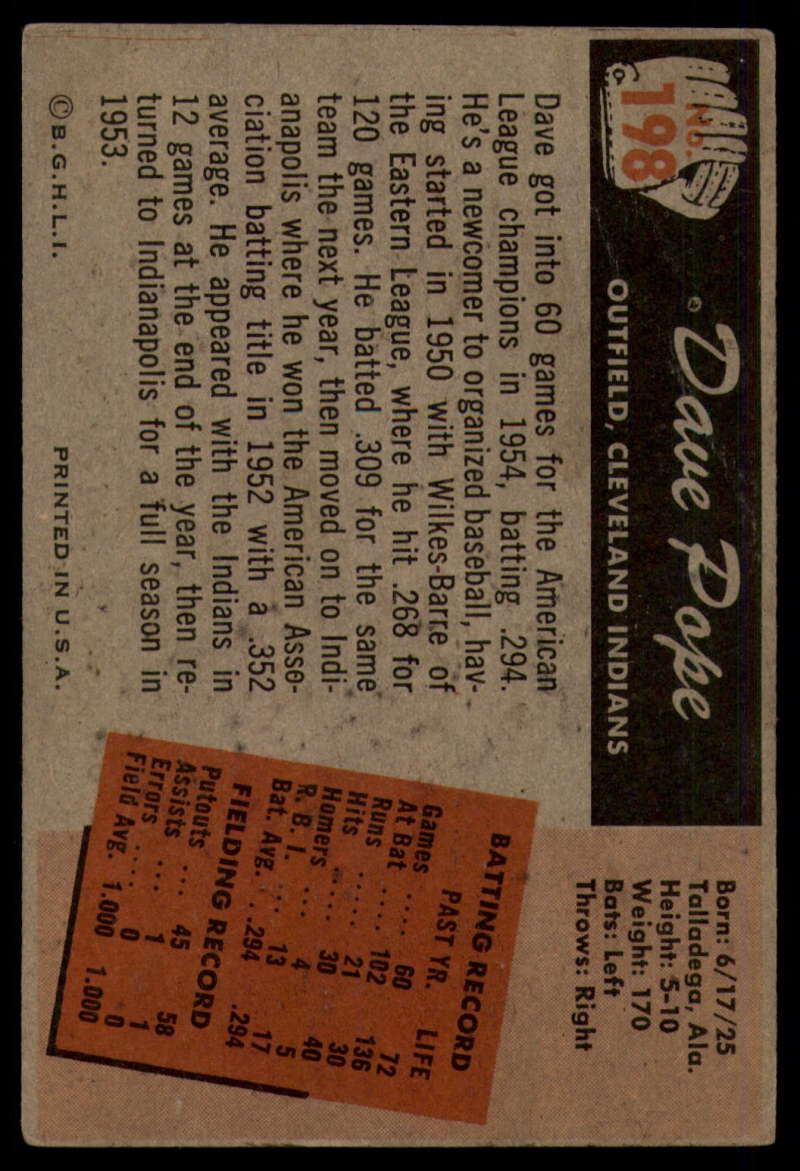 No.
198
Dave Pope
OUTFIELD, CLEVELAND INDIANS
Born: 6/17/25
Talladega, Ala.
Height: 5-10
Weight: 170
Bats: Left
Throws: Right
Dave got into 60 games for the American
League champions in 1954, batting .294.
He's a newcomer to organized baseball, hav-
ing started in 1950 with Wilkes-Barre of
the Eastern League, where he hit .268 for
120 games. He batted .309 for the same
team the next year, then moved on to Indi-
anapolis where he won the American Asso-
ciation batting title in 1952 with a .352
average. He appeared with the Indians in
12 games at the end of the year, then re-
turned to Indianapolis for a full season in
1953.
BATTING RECORD
PAST YR. LIFE
Games .... 60 72
At Bat .... 102 136
Runs ..... 21 30
Hits ..... 30 40
Homers ... 4 5
R. B. I. ... 13 17
Bat. Avg. . .294 .294
FIELDING RECORD
Putouts ... 45 58
Assists ... 1 1
Errors .... 0 0
Field Avg. 1.000 1.000
© B.G.H.L.I. PRINTED IN U.S.A.